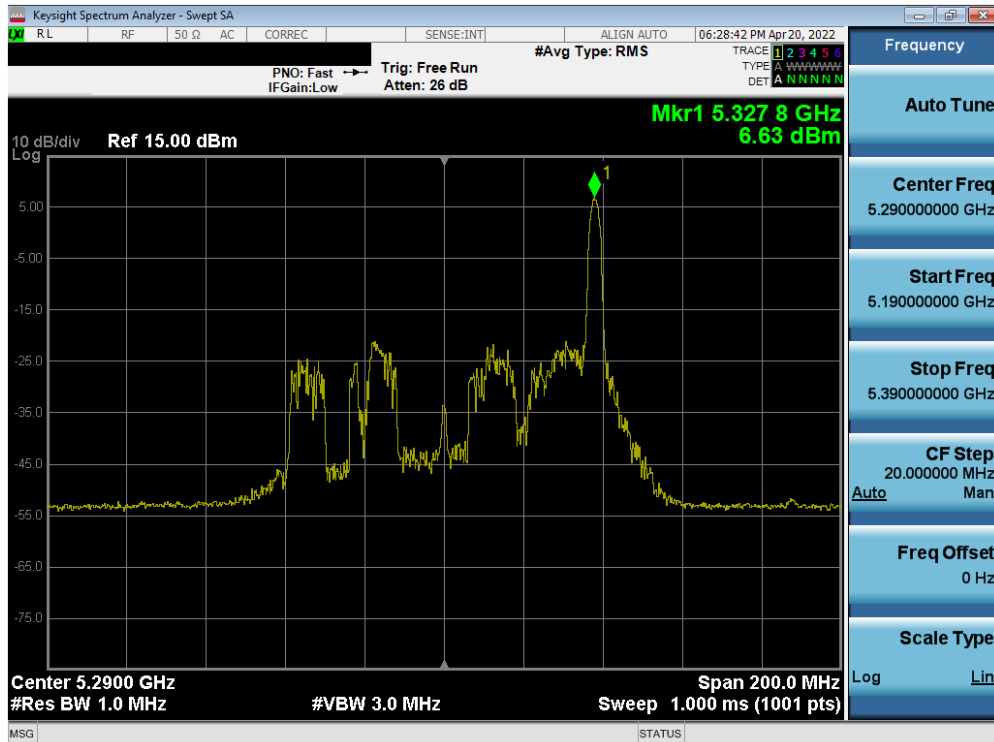 Keysight Spectrum Analyzer - Swept SA
LXI RL RF 50 Ω AC CORREC SENSE:INT ALIGN AUTO 06:28:42 PM Apr 20, 2022
PNO: Fast
IFGain:Low
Trig: Free Run
Atten: 26 dB
#Avg Type: RMS
TRACE 1 2 3 4 5 6
TYPE A WWWWW
DET A N N N N N
Mkr1 5.327 8 GHz
6.63 dBm
10 dB/div
Log
Ref 15.00 dBm
1
5.00
-5.00
-15.0
-25.0
-35.0
-45.0
-55.0
-65.0
-75.0
Center 5.2900 GHz
#Res BW 1.0 MHz
#VBW 3.0 MHz
Span 200.0 MHz
Sweep 1.000 ms (1001 pts)
MSG
STATUS
Frequency
Auto Tune
Center Freq
5.290000000 GHz
Start Freq
5.190000000 GHz
Stop Freq
5.390000000 GHz
CF Step
20.000000 MHz
Auto Man
Freq Offset
0 Hz
Scale Type
Log Lin